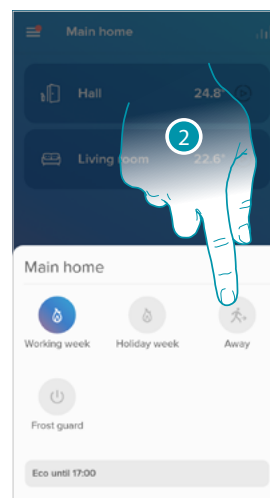 Main home
Hall 24.8°
2
Living room 22.6°
Main home
Working week Holiday week Away
Frost guard
Eco until 17:00